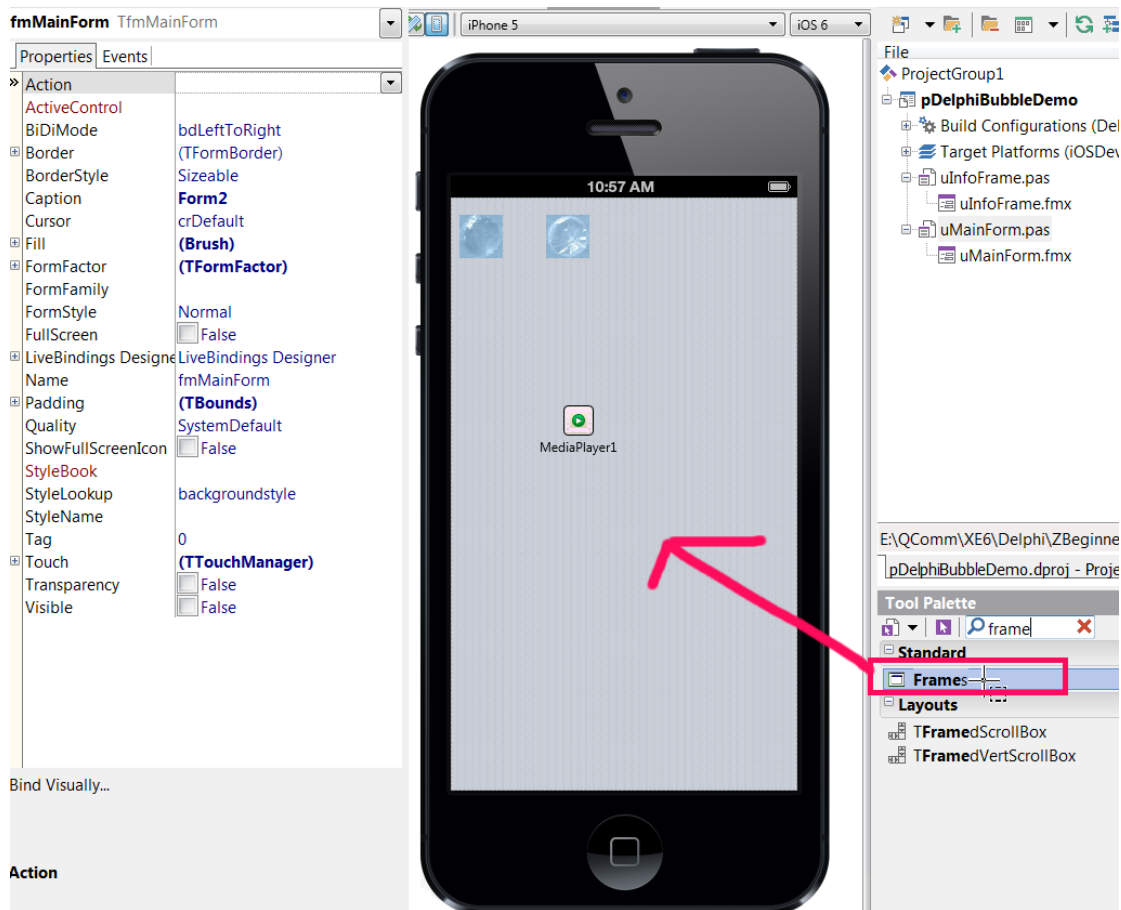 fmMainForm TfmMainForm
Properties Events
Action
ActiveControl
BiDiMode bdLeftToRight
Border (TFormBorder)
BorderStyle Sizeable
Caption Form2
Cursor crDefault
Fill (Brush)
FormFactor (TFormFactor)
FormFamily
FormStyle Normal
FullScreen False
LiveBindings Designe LiveBindings Designer
Name fmMainForm
Padding (TBounds)
Quality SystemDefault
ShowFullScreenIcon False
StyleBook
StyleLookup backgroundstyle
StyleName
Tag 0
Touch (TTouchManager)
Transparency False
Visible False
Bind Visually...
Action
iPhone 5 iOS 6
10:57 AM
MediaPlayer1
File
ProjectGroup1
pDelphiBubbleDemo
Build Configurations (Del
Target Platforms (iOSDev
uInfoFrame.pas
uInfoFrame.fmx
uMainForm.pas
uMainForm.fmx
E:\QComm\XE6\Delphi\ZBeginne
pDelphiBubbleDemo.dproj - Proje
Tool Palette
frame
Standard
Frames
Layouts
TFramedScrollBox
TFramedVertScrollBox